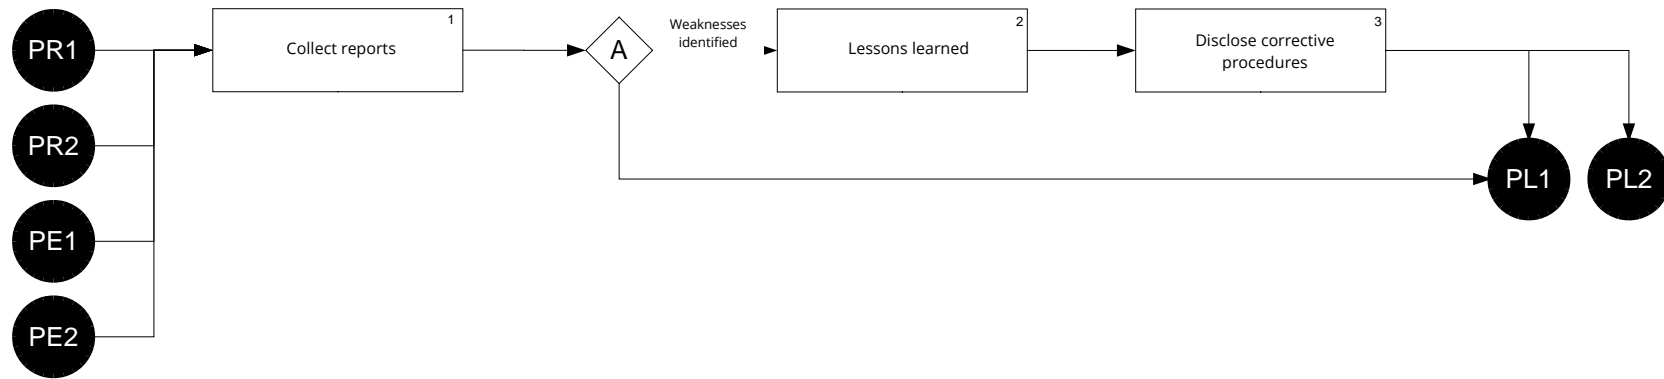 PR1
1
Collect reports
A
Weaknesses
identified
2
Lessons learned
3
Disclose corrective
procedures
PR2
PL1
PL2
PE1
PE2